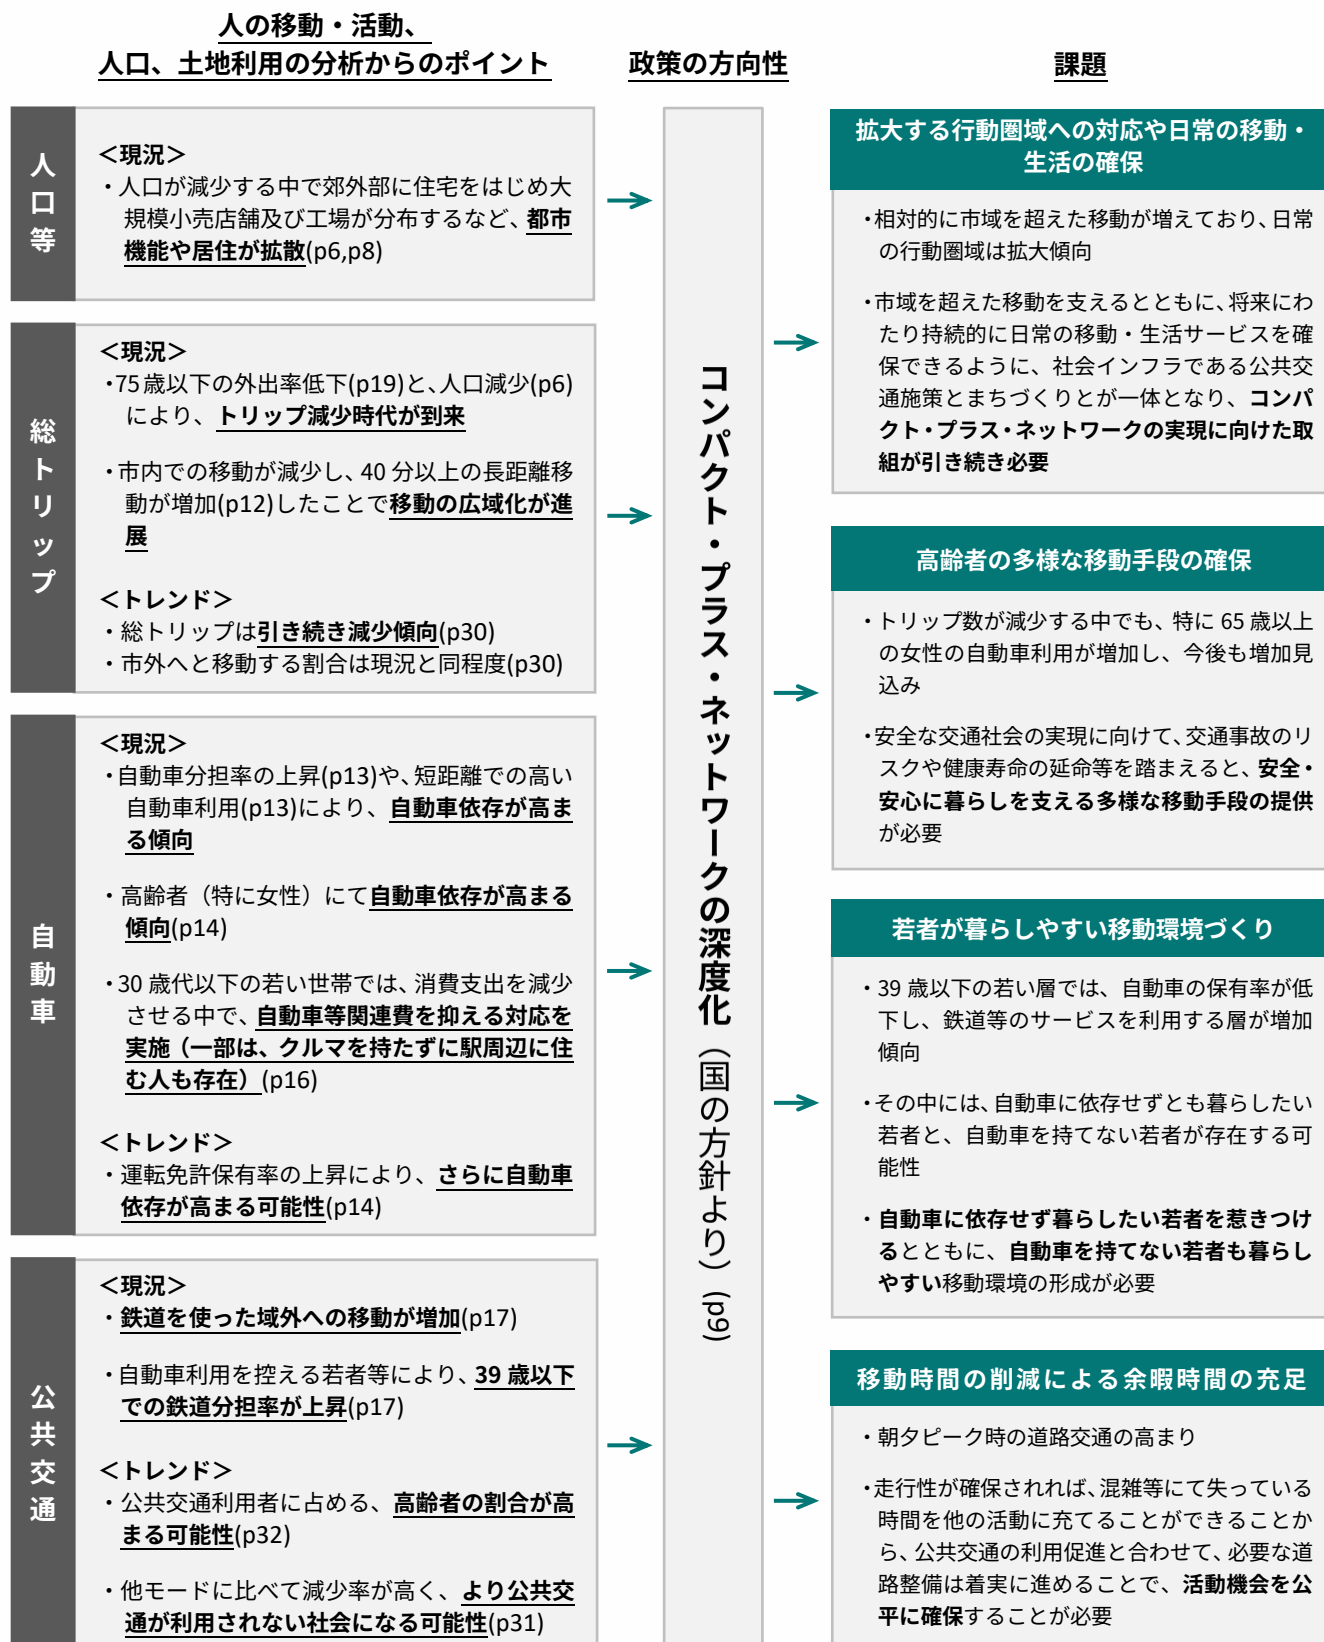 人の移動・活動、
人口、土地利用の分析からのポイント
政策の方向性
課題
人口等
＜現況＞
・人口が減少する中で郊外部に住宅をはじめ大
規模小売店舗及び工場が分布するなど、都市
機能や居住が拡散(p6,p8)
総トリップ
＜現況＞
・75歳以下の外出率低下(p19)と、人口減少(p6)
により、トリップ減少時代が到来
・市内での移動が減少し、40 分以上の長距離移
動が増加(p12)したことで移動の広域化が進
展
＜トレンド＞
・総トリップは引き続き減少傾向(p30)
・市外へと移動する割合は現況と同程度(p30)
自動車
＜現況＞
・自動車分担率の上昇(p13)や、短距離での高い
自動車利用(p13)により、自動車依存が高ま
る傾向
・高齢者（特に女性）にて自動車依存が高まる
傾向(p14)
・30 歳代以下の若い世帯では、消費支出を減少
させる中で、自動車等関連費を抑える対応を
実施（一部は、クルマを持たずに駅周辺に住
む人も存在）(p16)
＜トレンド＞
・運転免許保有率の上昇により、さらに自動車
依存が高まる可能性(p14)
公共交通
＜現況＞
・鉄道を使った域外への移動が増加(p17)
・自動車利用を控える若者等により、39 歳以下
での鉄道分担率が上昇(p17)
＜トレンド＞
・公共交通利用者に占める、高齢者の割合が高
まる可能性(p32)
・他モードに比べて減少率が高く、より公共交
通が利用されない社会になる可能性(p31)
コンパクト・プラス・ネットワークの深度化（国の方針より）(p9)
拡大する行動圏域への対応や日常の移動・
生活の確保
・相対的に市域を超えた移動が増えており、日常
の行動圏域は拡大傾向
・市域を超えた移動を支えるとともに、将来にわ
たり持続的に日常の移動・生活サービスを確
保できるように、社会インフラである公共交
通施策とまちづくりとが一体となり、コンパ
クト・プラス・ネットワークの実現に向けた取
組が引き続き必要
高齢者の多様な移動手段の確保
・トリップ数が減少する中でも、特に 65 歳以上
の女性の自動車利用が増加し、今後も増加見
込み
・安全な交通社会の実現に向けて、交通事故のリ
スクや健康寿命の延命等を踏まえると、安全・
安心に暮らしを支える多様な移動手段の提供
が必要
若者が暮らしやすい移動環境づくり
・39 歳以下の若い層では、自動車の保有率が低
下し、鉄道等のサービスを利用する層が増加
傾向
・その中には、自動車に依存せずとも暮らしたい
若者と、自動車を持てない若者が存在する可
能性
・自動車に依存せず暮らしたい若者を惹きつけ
るとともに、自動車を持てない若者も暮らし
やすい移動環境の形成が必要
移動時間の削減による余暇時間の充足
・朝夕ピーク時の道路交通の高まり
・走行性が確保されれば、混雑等にて失っている
時間を他の活動に充てることができることか
ら、公共交通の利用促進と合わせて、必要な道
路整備は着実に進めることで、活動機会を公
平に確保することが必要